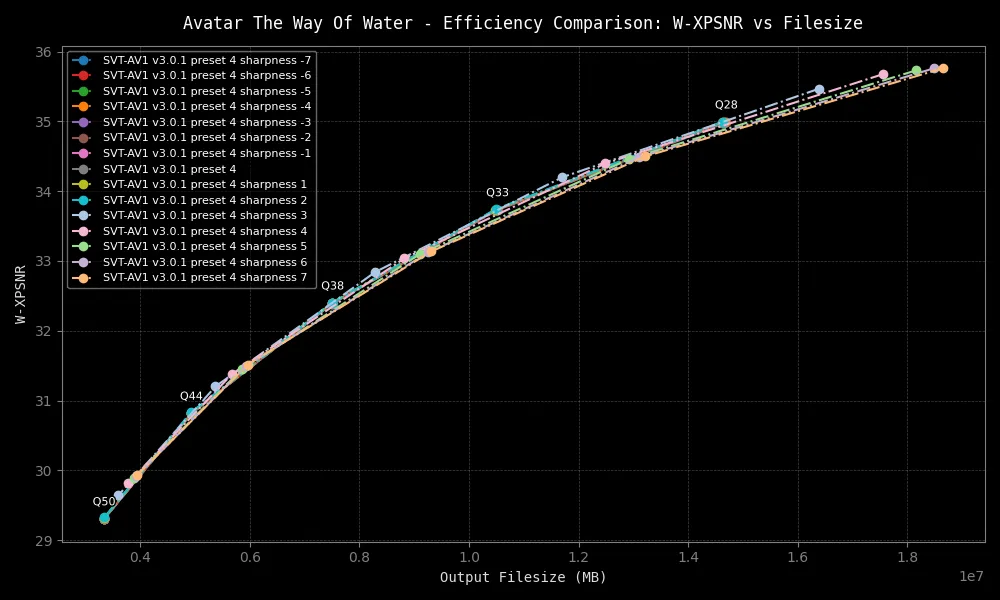 Avatar The Way Of Water - Efficiency Comparison: W-XPSNR vs Filesize
36
35
34
33
32
31
30
29
W-XPSNR
SVT-AV1 v3.0.1 preset 4 sharpness -7
SVT-AV1 v3.0.1 preset 4 sharpness -6
SVT-AV1 v3.0.1 preset 4 sharpness -5
SVT-AV1 v3.0.1 preset 4 sharpness -4
SVT-AV1 v3.0.1 preset 4 sharpness -3
SVT-AV1 v3.0.1 preset 4 sharpness -2
SVT-AV1 v3.0.1 preset 4 sharpness -1
SVT-AV1 v3.0.1 preset 4
SVT-AV1 v3.0.1 preset 4 sharpness 1
SVT-AV1 v3.0.1 preset 4 sharpness 2
SVT-AV1 v3.0.1 preset 4 sharpness 3
SVT-AV1 v3.0.1 preset 4 sharpness 4
SVT-AV1 v3.0.1 preset 4 sharpness 5
SVT-AV1 v3.0.1 preset 4 sharpness 6
SVT-AV1 v3.0.1 preset 4 sharpness 7
Q28
Q33
Q38
Q44
Q50
0.4 0.6 0.8 1.0 1.2 1.4 1.6 1.8
1e7
Output Filesize (MB)